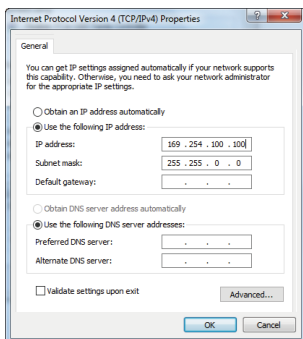 Internet Protocol Version 4 (TCP/IPv4) Properties
General
You can get IP settings assigned automatically if your network supports
this capability. Otherwise, you need to ask your network administrator
for the appropriate IP settings.
Obtain an IP address automatically
Use the following IP address:
IP address: 169 . 254 . 100 . 100
Subnet mask: 255 . 255 . 0 . 0
Default gateway: . . .
Obtain DNS server address automatically
Use the following DNS server addresses:
Preferred DNS server: . . .
Alternate DNS server: . . .
Validate settings upon exit
Advanced...
OK Cancel